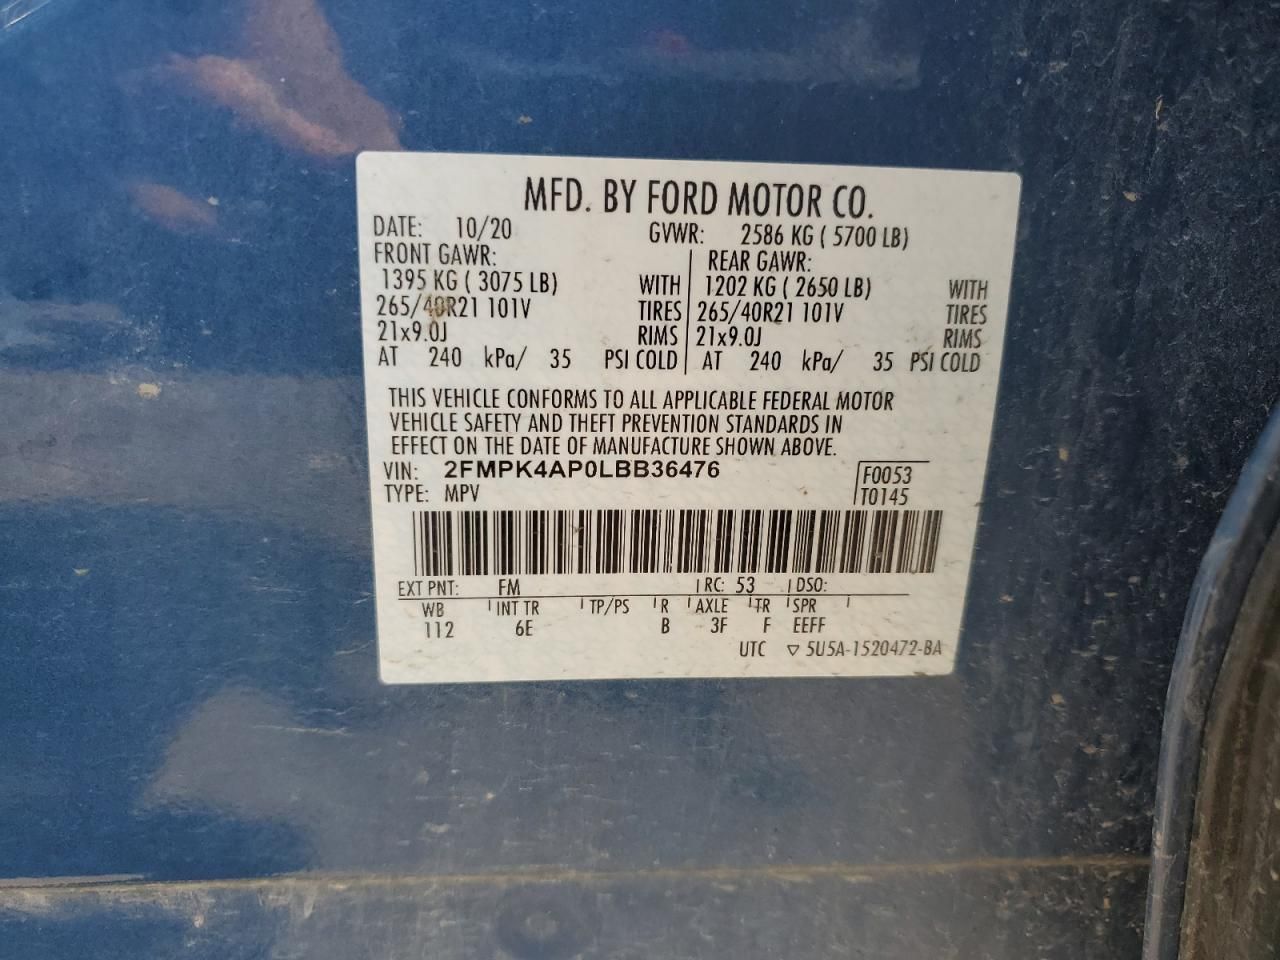 MFD. BY FORD MOTOR CO.
DATE: 10/20 GVWR: 2586 KG ( 5700 LB)
FRONT GAWR: REAR GAWR:
1395 KG ( 3075 LB) WITH 1202 KG ( 2650 LB) WITH
265/40R21 101V TIRES 265/40R21 101V TIRES
21x9.0J RIMS 21x9.0J RIMS
AT 240 kPa/ 35 PSI COLD AT 240 kPa/ 35 PSI COLD
THIS VEHICLE CONFORMS TO ALL APPLICABLE FEDERAL MOTOR
VEHICLE SAFETY AND THEFT PREVENTION STANDARDS IN
EFFECT ON THE DATE OF MANUFACTURE SHOWN ABOVE.
VIN: 2FMPK4AP0LBB36476 F0053
TYPE: MPV T0145
EXT PNT: FM RC: 53 DSO:
WB INT TR TP/PS R AXLE TR SPR
112 6E B 3F F EEFF
UTC ▽ 5U5A-1520472-BA